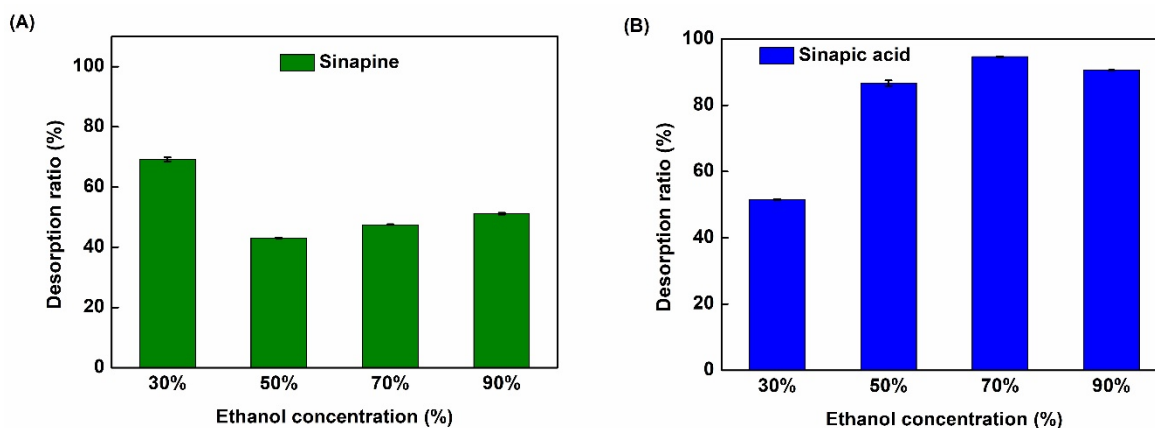 (A)
Sinapine
Desorption ratio (%)
100
80
60
40
20
0
30% 50% 70% 90%
Ethanol concentration (%)
(B)
Sinapic acid
Desorption ratio (%)
100
80
60
40
20
0
30% 50% 70% 90%
Ethanol concentration (%)